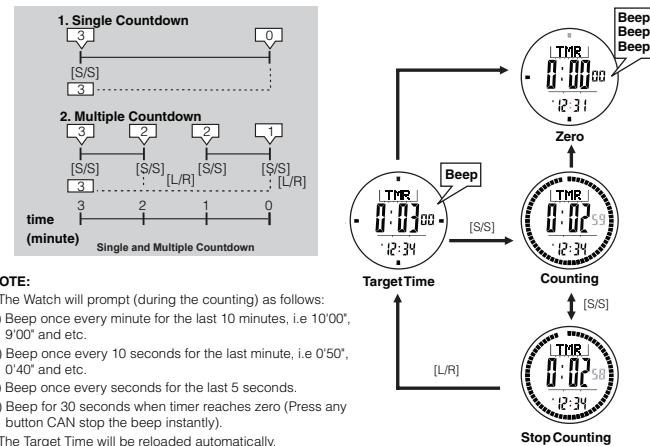 1. Single Countdown
3 0
[S/S]
3
2. Multiple Countdown
3 2 2 1
[S/S] [S/S] [S/S] [S/S]
[L/R] [L/R]
3
3 2 1 0
time
(minute)
Single and Multiple Countdown
OTE:
The Watch will prompt (during the counting) as follows:
) Beep once every minute for the last 10 minutes, i.e 10'00",
9'00" and etc.
) Beep once every 10 seconds for the last minute, i.e 0'50",
0'40" and etc.
) Beep once every seconds for the last 5 seconds.
) Beep for 30 seconds when timer reaches zero (Press any
button CAN stop the beep instantly).
The Target Time will be reloaded automatically.
Beep
Beep
Beep
TMR
0:00 00
12:31
Zero
Beep
TMR
0:03 00
12:34
Target Time
[S/S]
TMR
0:02 59
12:34
Counting
[S/S]
[L/R]
TMR
0:02 58
12:34
Stop Counting